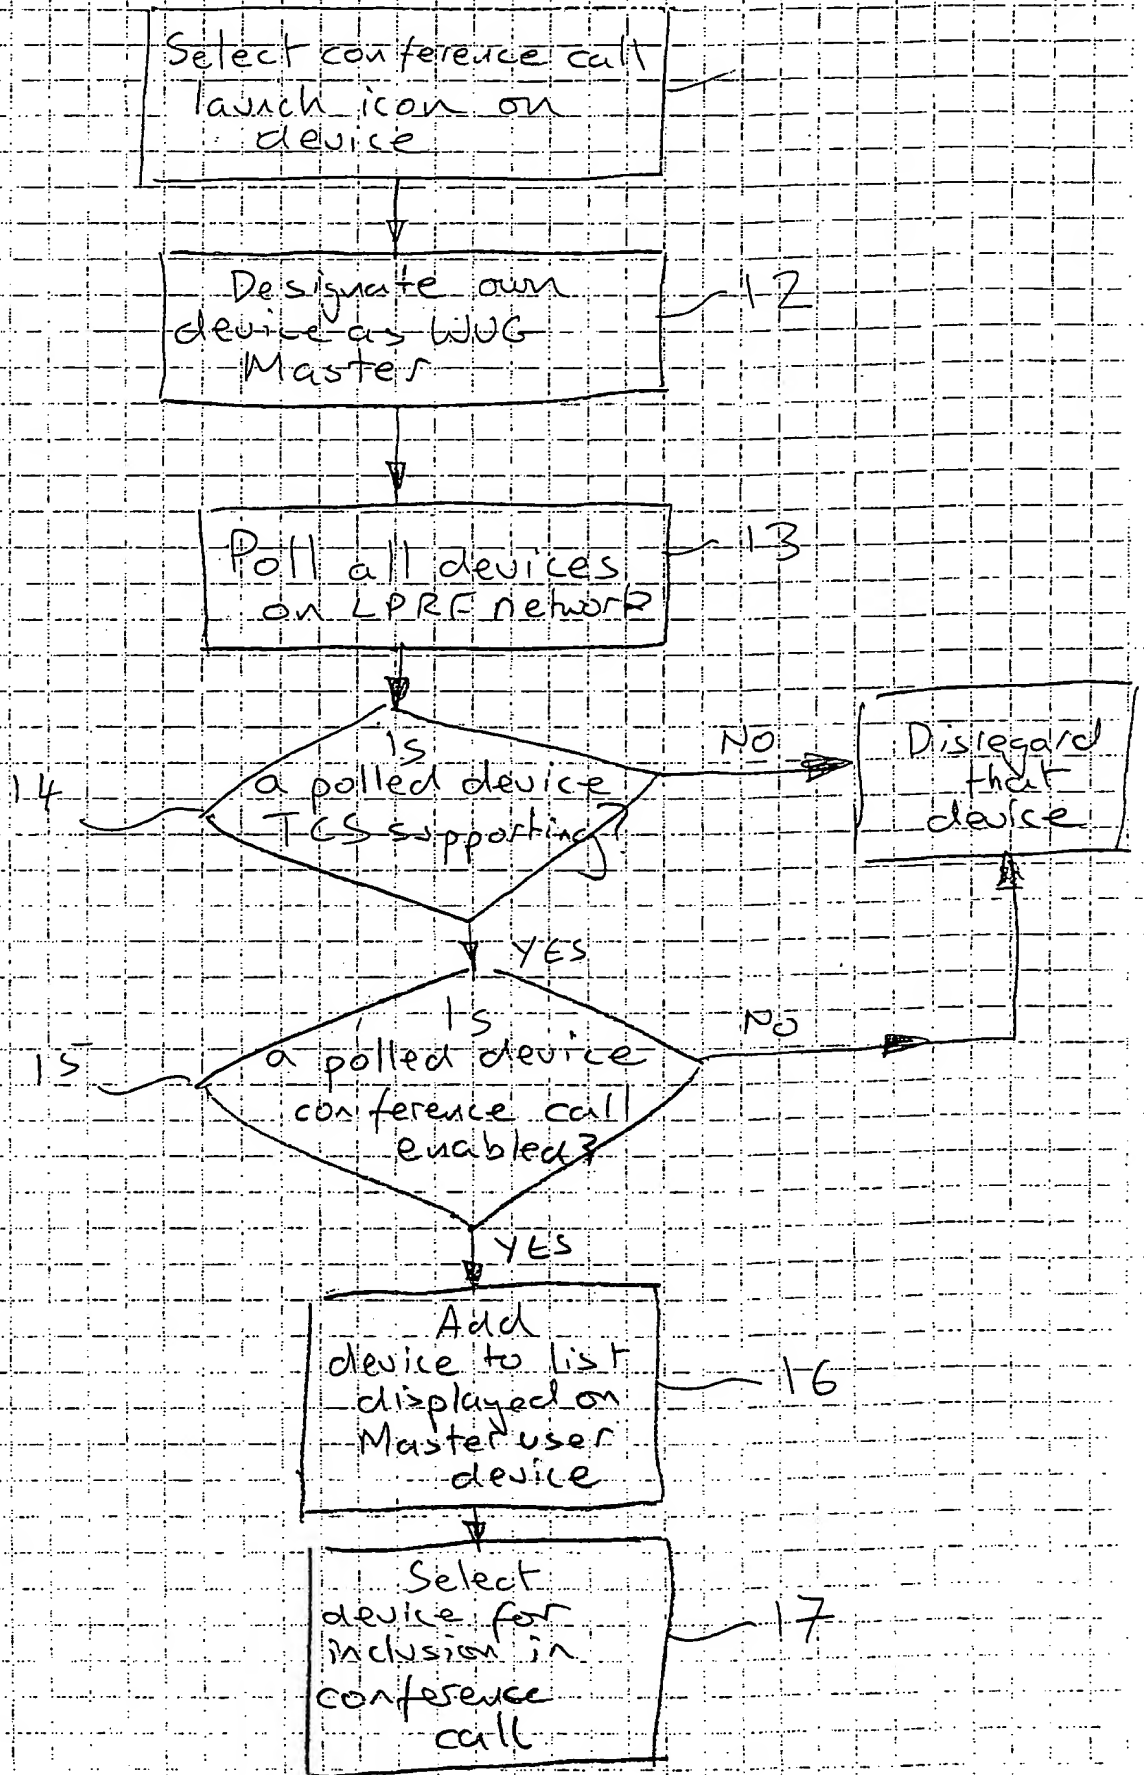 Select conference call
launch icon on
device
Designate own
device as WUG
Master
12
Poll all devices
on LPRF network
13
is
a polled device
TCS supporting?
14
NO
Disregard
that
device
YES
Is
a polled device
conference call
enabled?
15
NO
YES
Add
device to list
displayed on
Master user
device
16
Select
device for
inclusion in
conference
call
17